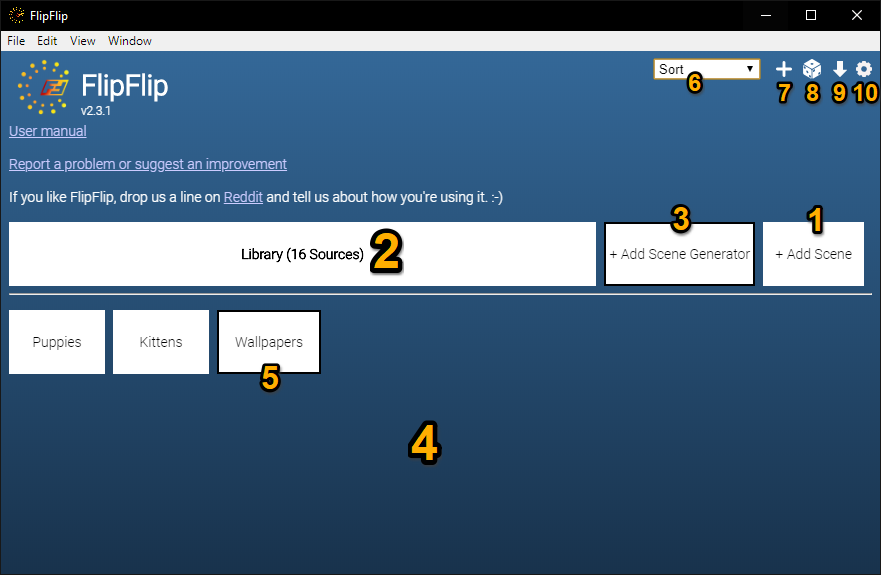 FlipFlip
File Edit View Window
FlipFlip
v2.3.1
Sort
6 7 8 9 10
User manual
Report a problem or suggest an improvement
If you like FlipFlip, drop us a line on Reddit and tell us about how you're using it. :-)
3 1
Library (16 Sources) 2 + Add Scene Generator + Add Scene
Puppies Kittens Wallpapers
5
4